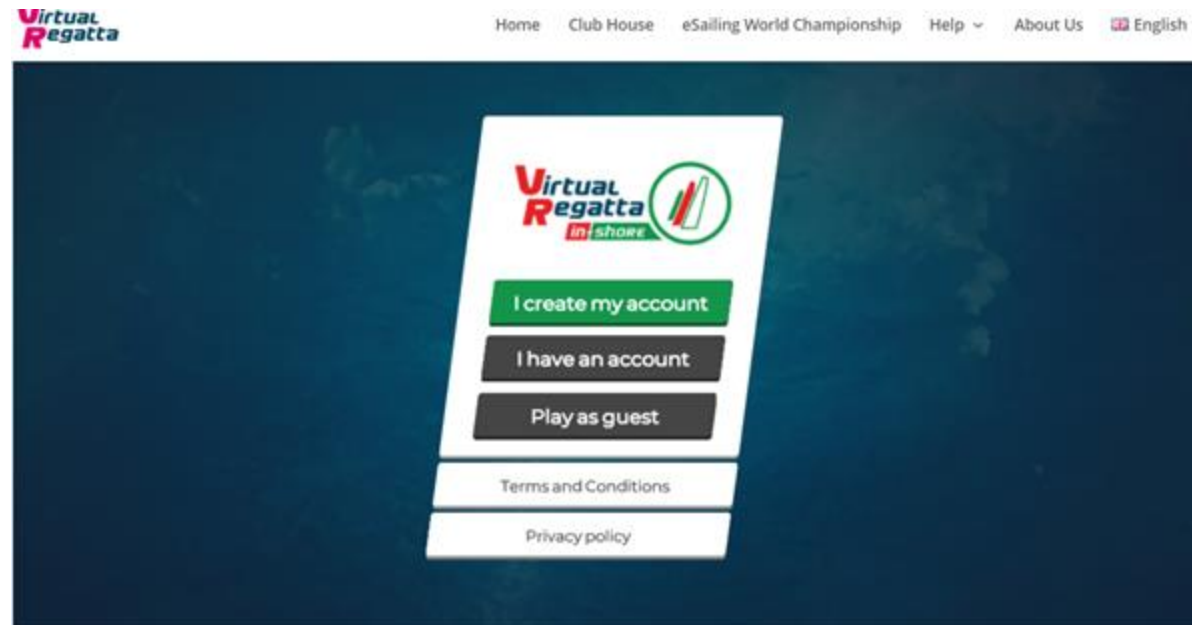 Virtual
Regatta
Home Club House eSailing World Championship Help About Us English
Virtual
Regatta
in-shore
I create my account
I have an account
Play as guest
Terms and Conditions
Privacy policy